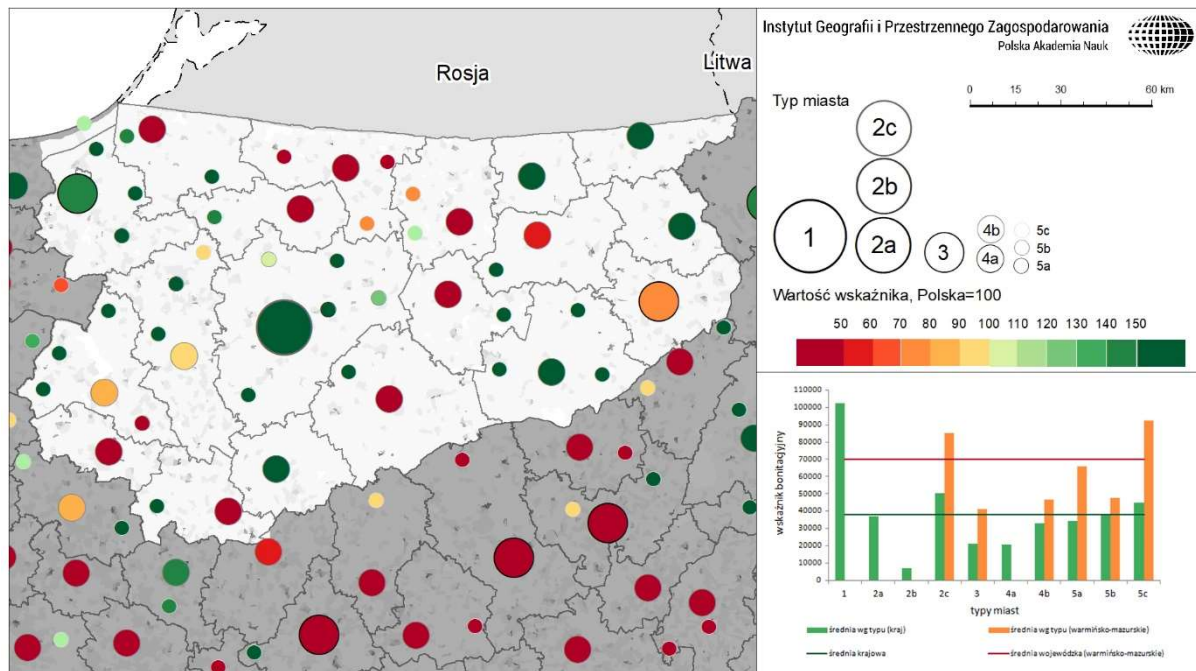 Rosja
Litwa
Instytut Geografii i Przestrzennego Zagospodarowania
Polska Akademia Nauk
0 15 30 60 km
Typ miasta
2c
2b
1
2a
3
4b
4a
5c
5b
5a
Wartość wskaźnika, Polska=100
50 60 70 80 90 100 110 120 130 140 150
wskaźnik bonitacyjny
110000
100000
90000
80000
70000
60000
50000
40000
30000
20000
10000
0
1 2a 2b 2c 3 4a 4b 5a 5b 5c
typy miast
średnia wg typu (kraj)
średnia wg typu (warmińsko-mazurskie)
średnia krajowa
średnia wojewódzka (warmińsko-mazurskie)